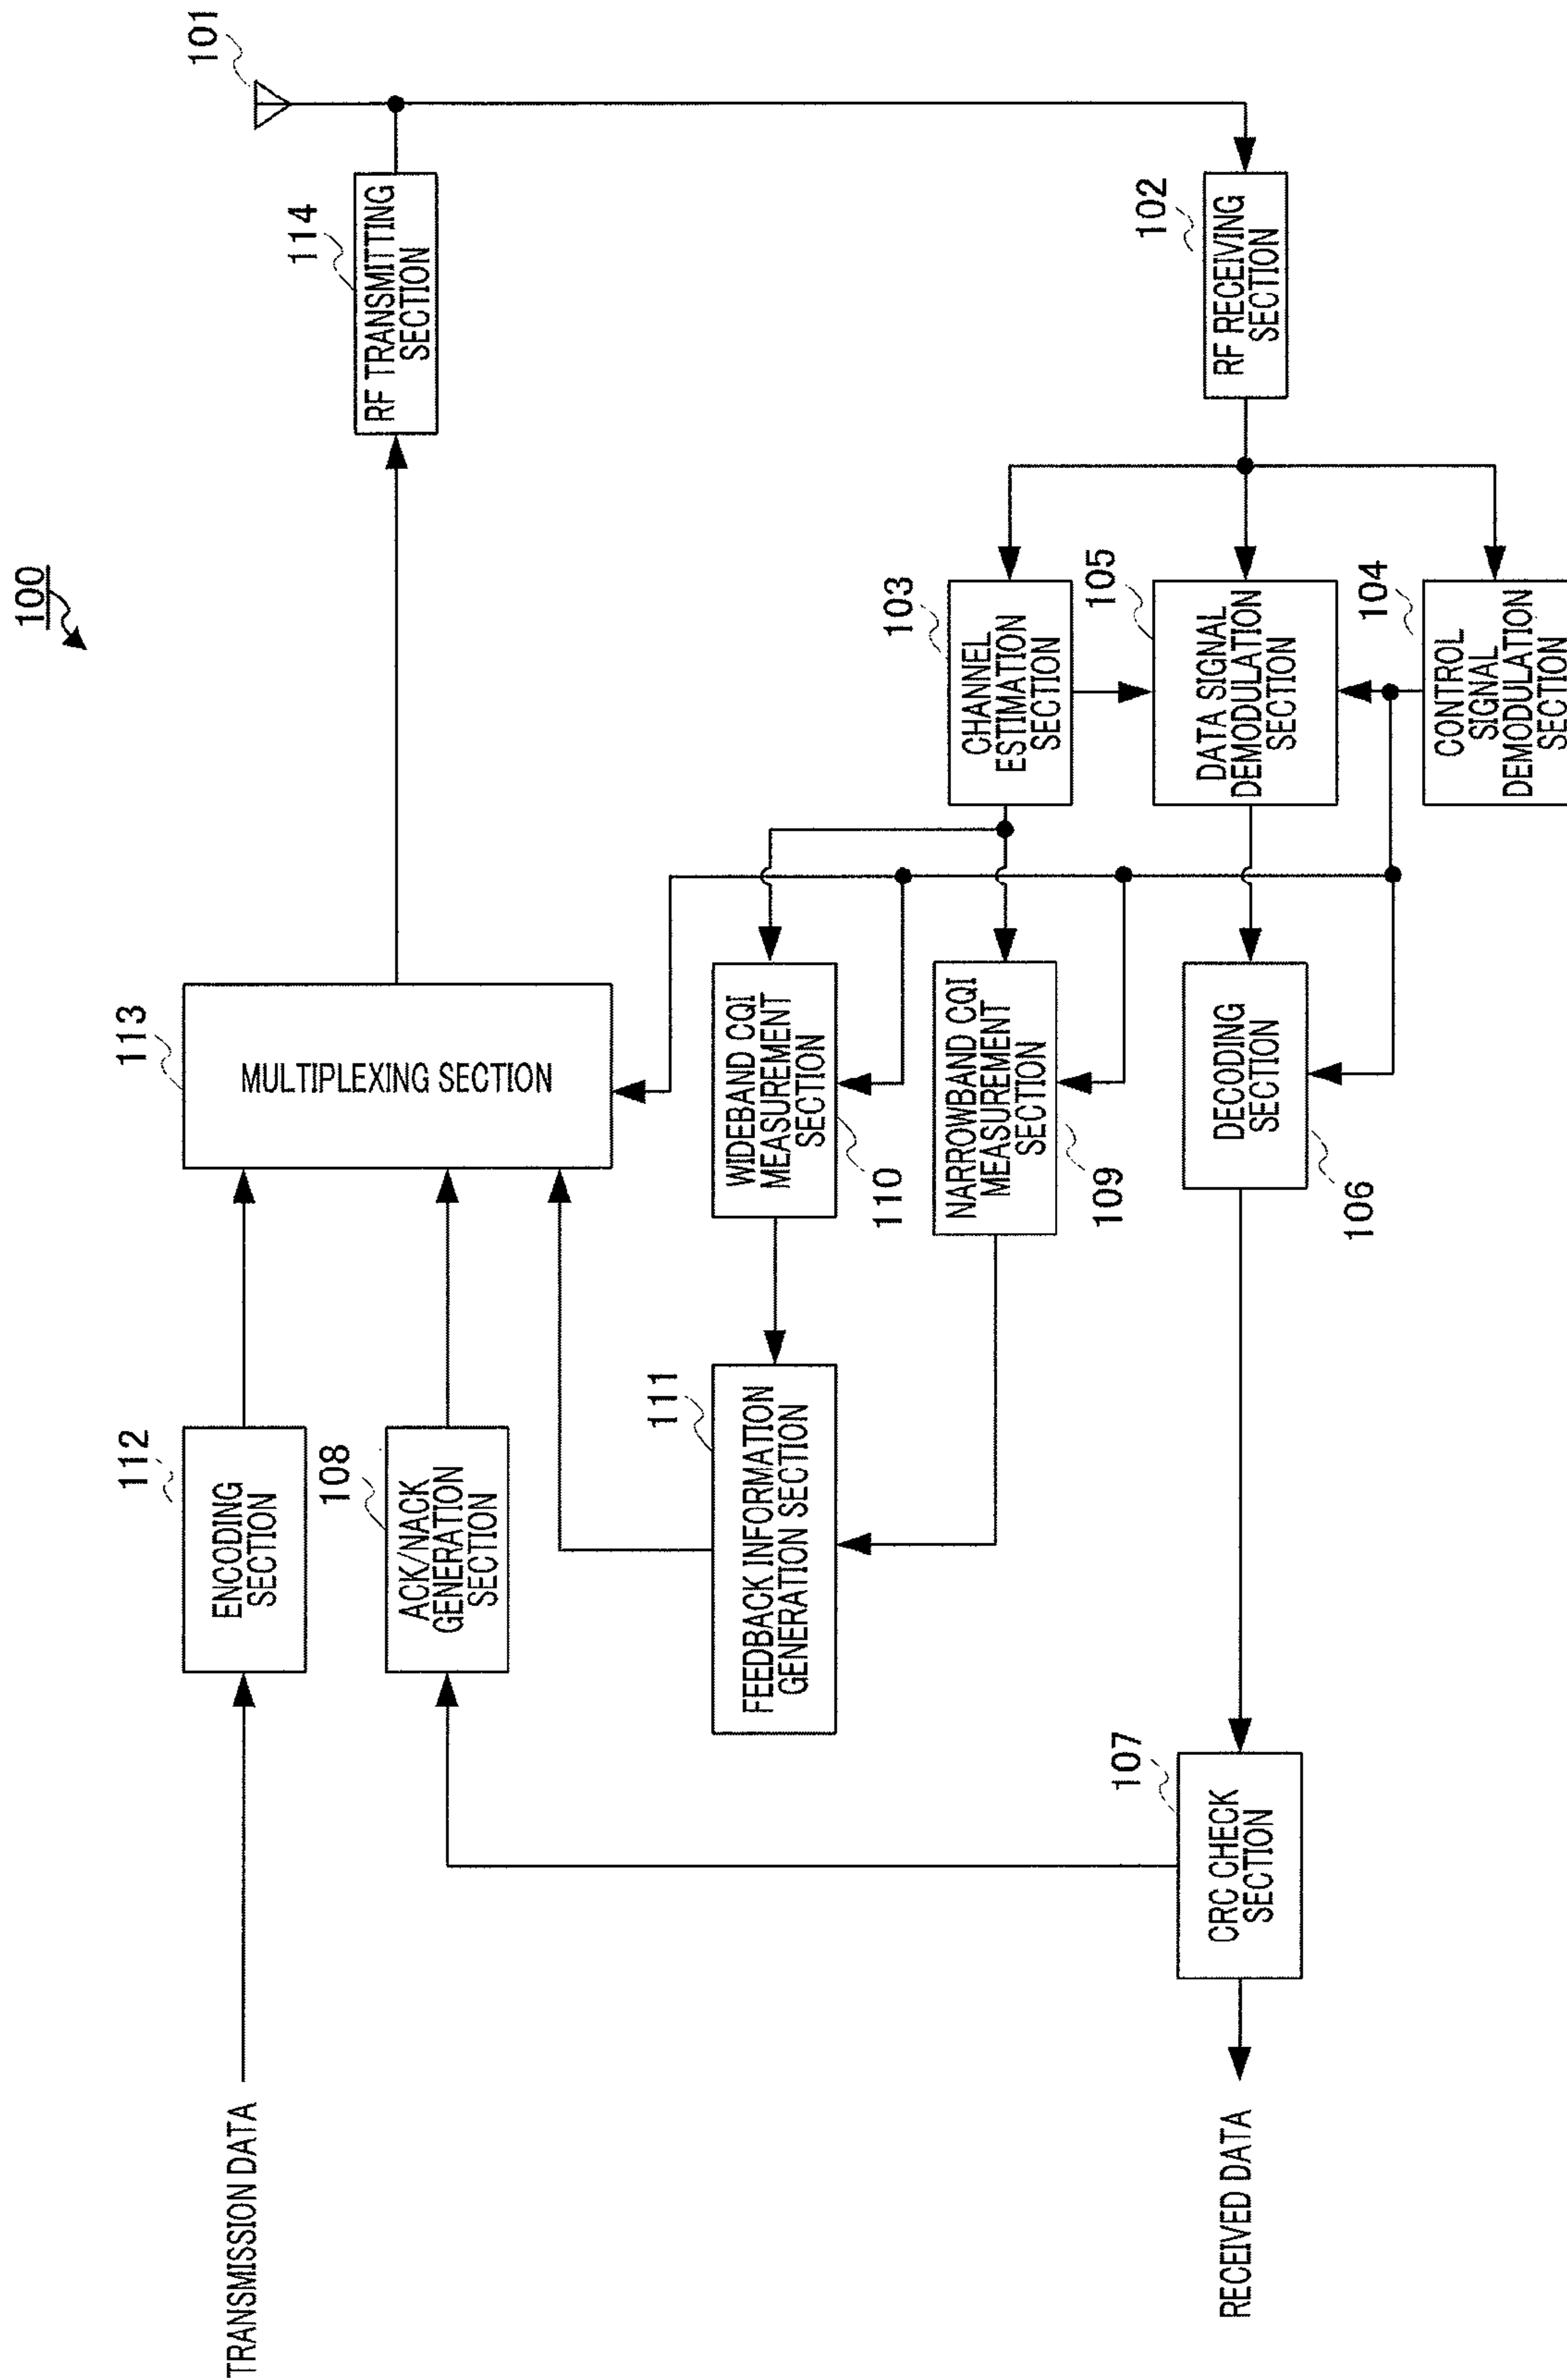 100
101
114
RF TRANSMITTING
SECTION
102
RF RECEIVING
SECTION
103
CHANNEL
ESTIMATION
SECTION
105
DATA SIGNAL
DEMODULATION
SECTION
104
CONTROL
SIGNAL
DEMODULATION
SECTION
113
MULTIPLEXING SECTION
WIDEBAND CQI
MEASUREMENT
SECTION
110
NARROWBAND CQI
MEASUREMENT
SECTION
109
DECODING
SECTION
106
112
ENCODING
SECTION
108
ACK/NACK
GENERATION
SECTION
111
FEEDBACK INFORMATION
GENERATION SECTION
107
CRC CHECK
SECTION
TRANSMISSION DATA
RECEIVED DATA